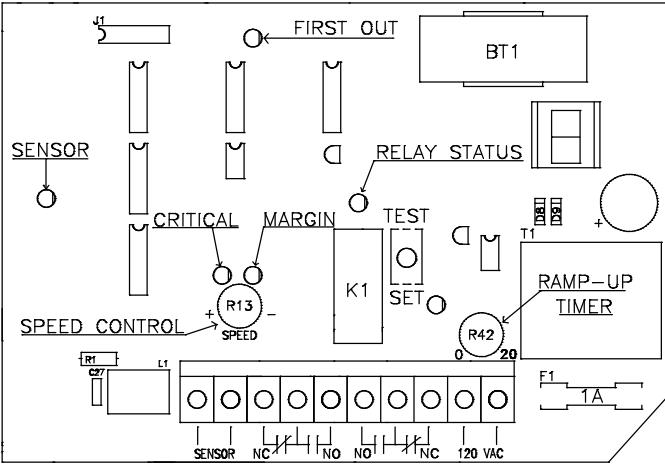 J1
FIRST OUT
BT1
SENSOR
RELAY STATUS
CRITICAL
MARGIN
TEST
D8
D9
+
T1
K1
SET
RAMP-UP
TIMER
+ R13 -
SPEED
SPEED CONTROL
R42
0 20
R1
C27
L1
F1
1A
SENSOR NC NO NO NC 120 VAC